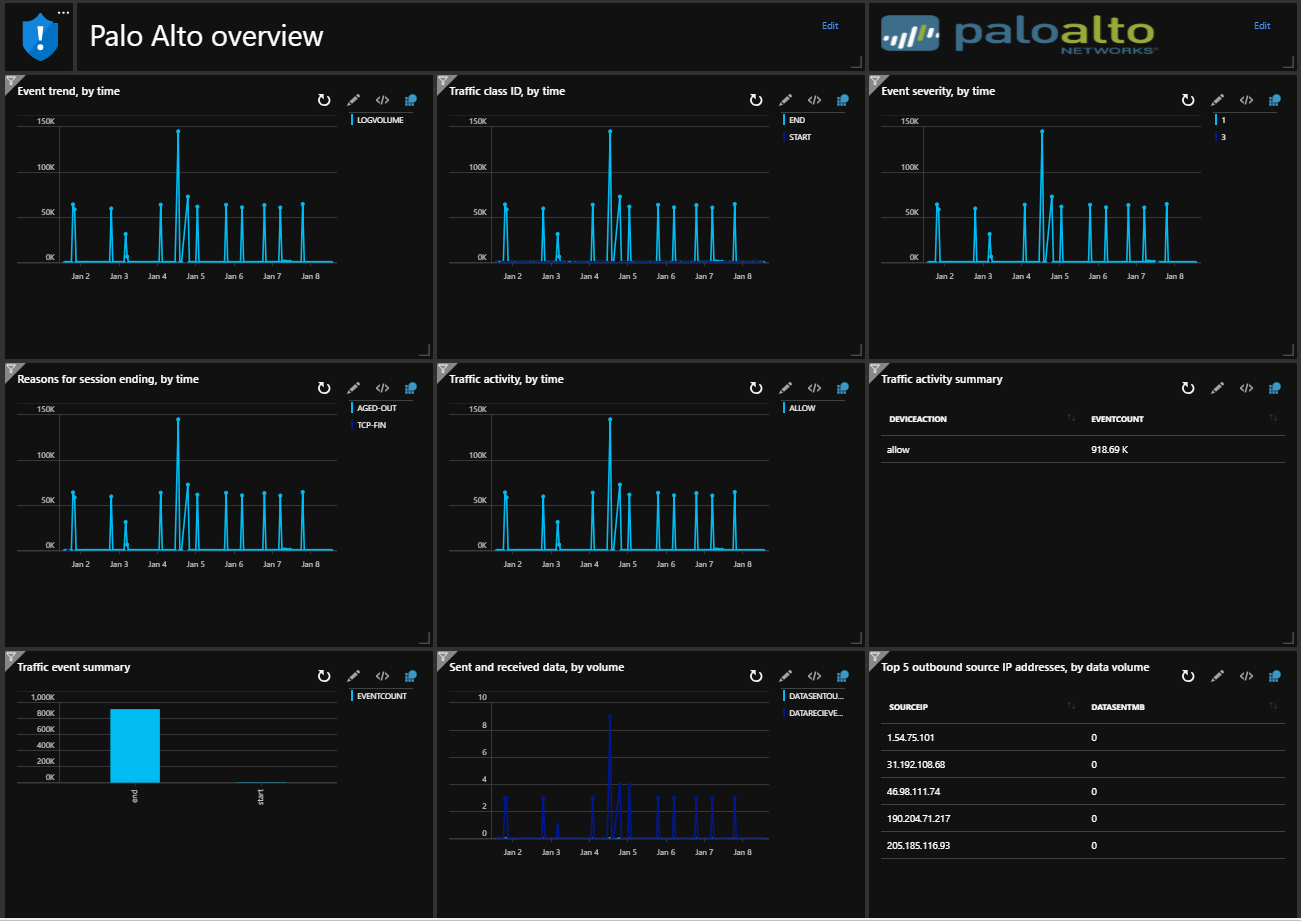 Palo Alto overview
Edit
paloalto
NETWORKS
Edit
Event trend, by time
LOGVOLUME
150K
100K
50K
0K
Jan 2 Jan 3 Jan 4 Jan 5 Jan 6 Jan 7 Jan 8
Traffic class ID, by time
END
START
150K
100K
50K
0K
Jan 2 Jan 3 Jan 4 Jan 5 Jan 6 Jan 7 Jan 8
Event severity, by time
1
3
150K
100K
50K
0K
Jan 2 Jan 3 Jan 4 Jan 5 Jan 6 Jan 7 Jan 8
Reasons for session ending, by time
AGED-OUT
TCP-FIN
150K
100K
50K
0K
Jan 2 Jan 3 Jan 4 Jan 5 Jan 6 Jan 7 Jan 8
Traffic activity, by time
ALLOW
150K
100K
50K
0K
Jan 2 Jan 3 Jan 4 Jan 5 Jan 6 Jan 7 Jan 8
Traffic activity summary
DEVICEACTION EVENTCOUNT
allow 918.69 K
Traffic event summary
EVENTCOUNT
1,000K
800K
600K
400K
200K
0K
end start
Sent and received data, by volume
DATASENTOU...
DATARECIEVE...
10
8
6
4
2
0
Jan 2 Jan 3 Jan 4 Jan 5 Jan 6 Jan 7 Jan 8
Top 5 outbound source IP addresses, by data volume
SOURCEIP DATASENTMB
1.54.75.101 0
31.192.108.68 0
46.98.111.74 0
190.204.71.217 0
205.185.116.93 0